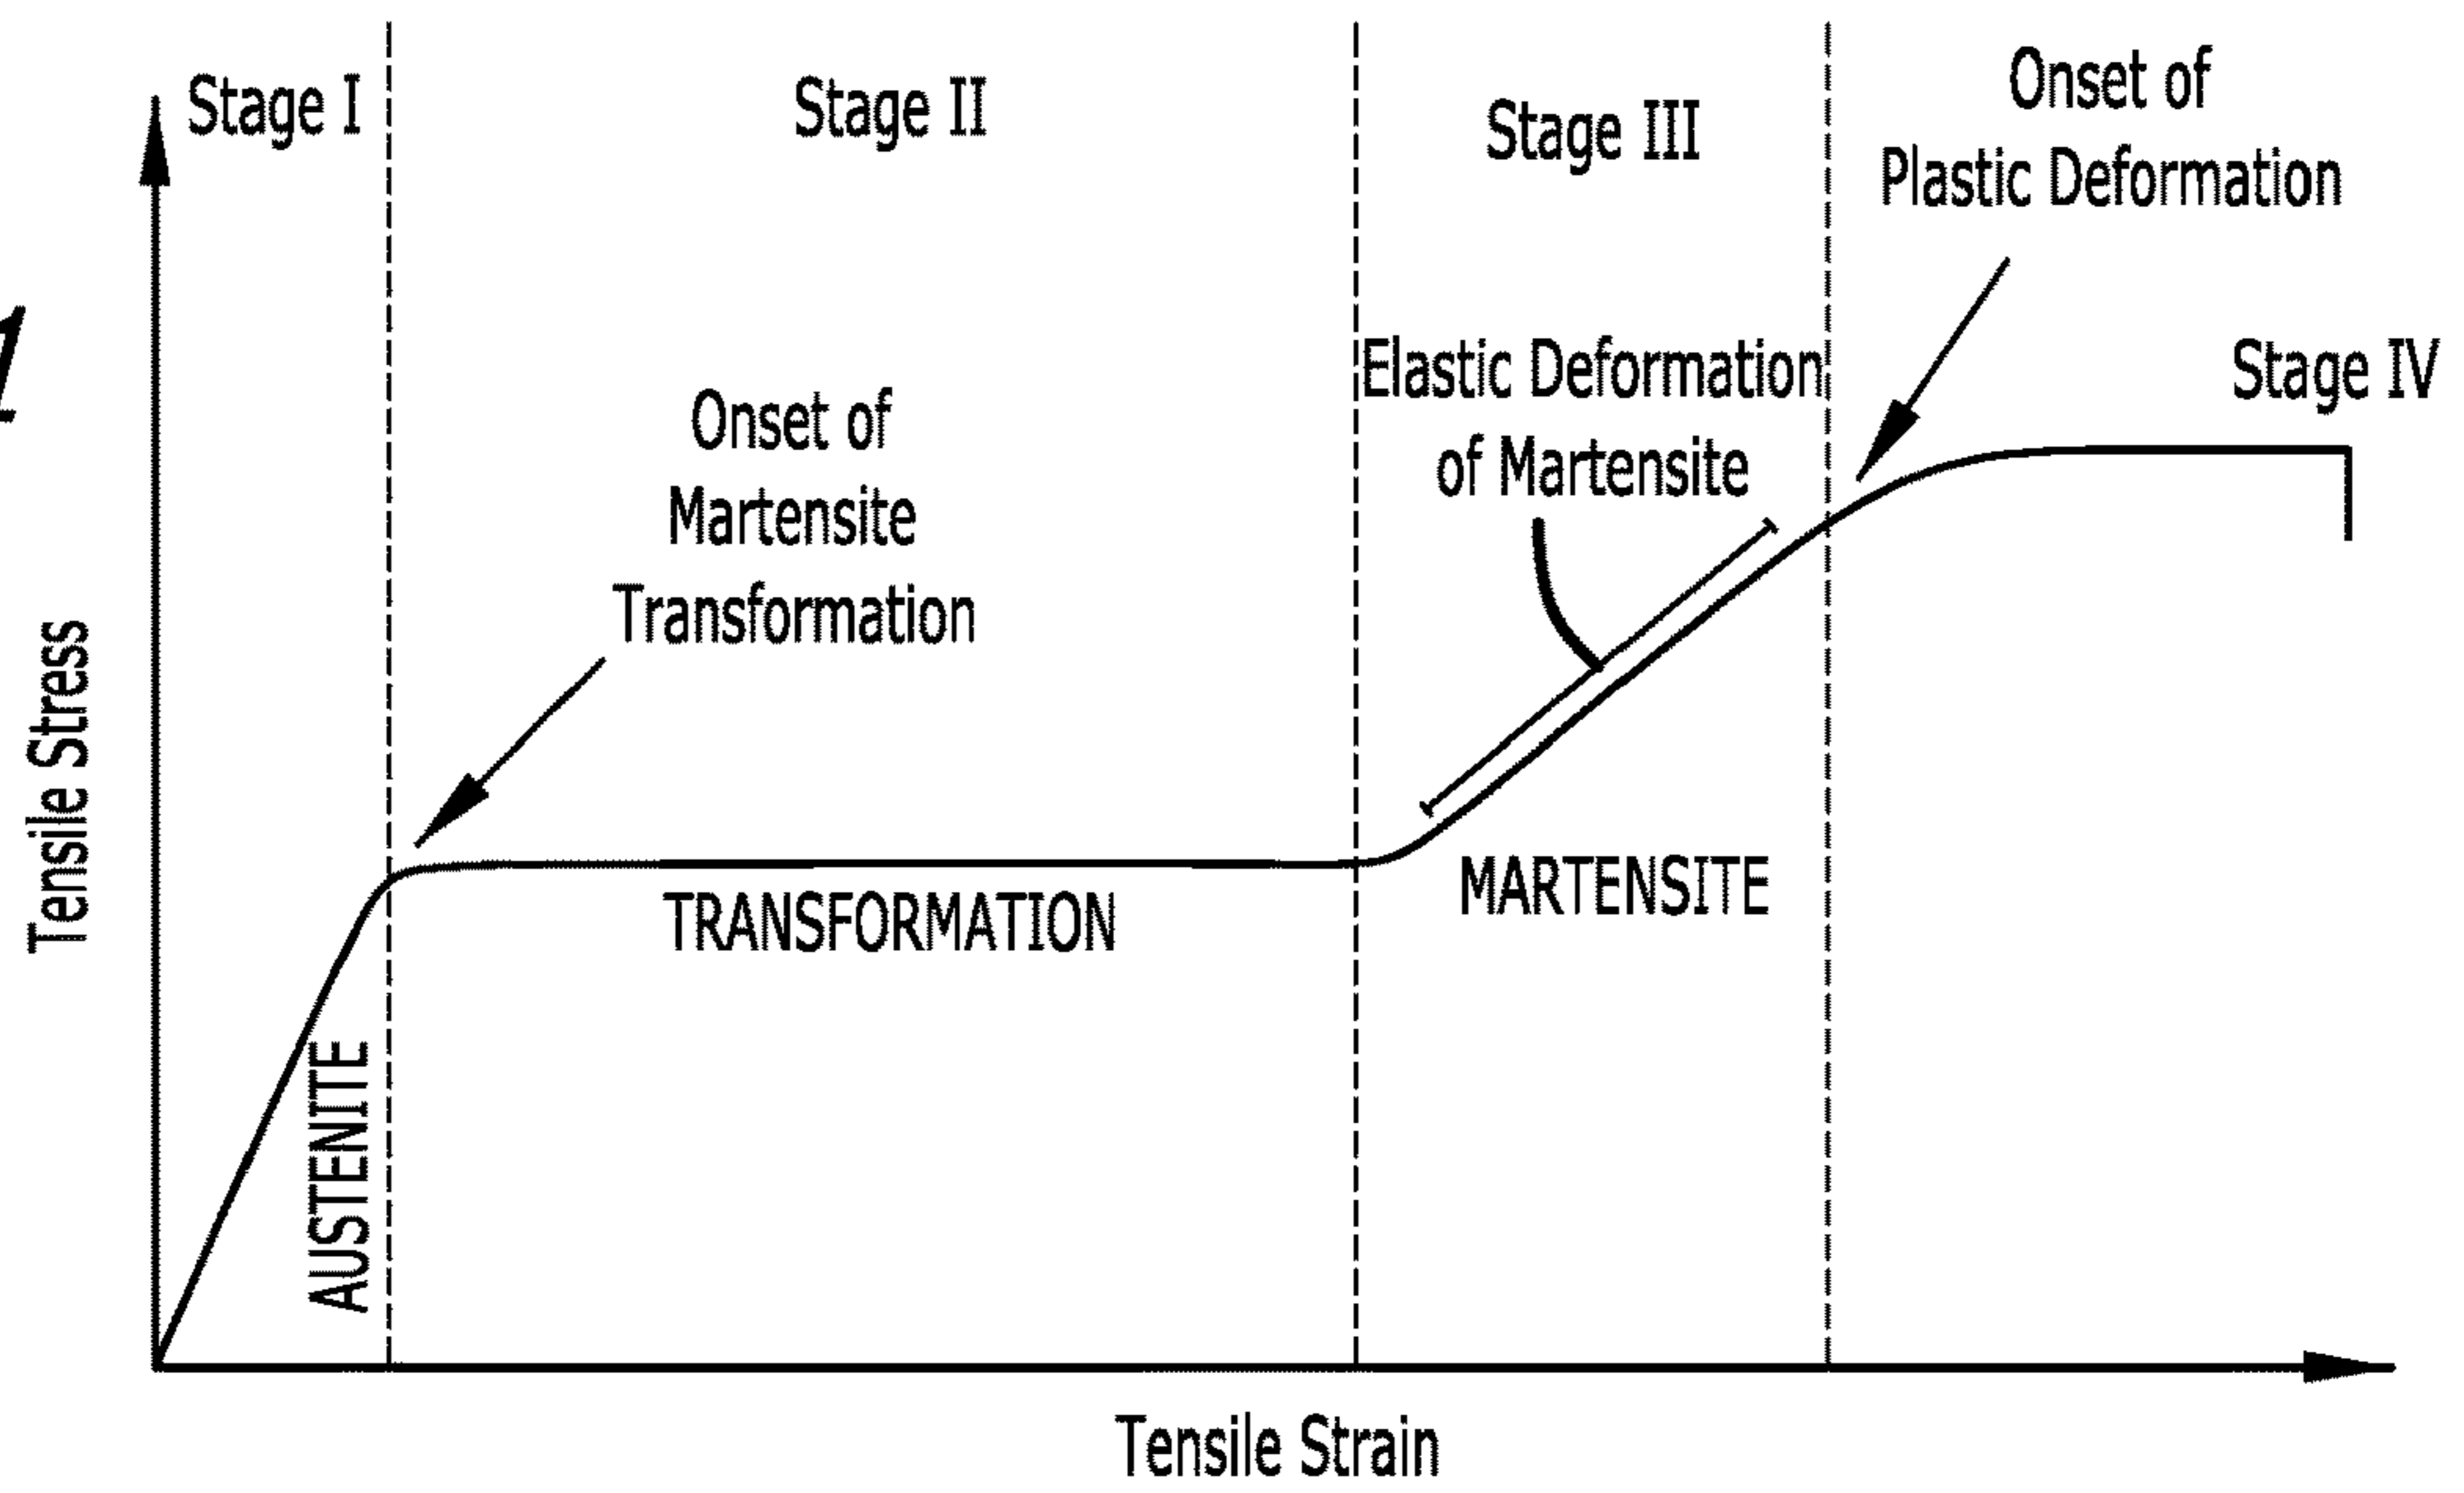 Stage I
Stage II
Stage III
Onset of
Plastic Deformation
Elastic Deformation
of Martensite
Stage IV
Onset of
Martensite
Transformation
Tensile Stress
TRANSFORMATION
MARTENSITE
AUSTENITE
Tensile Strain